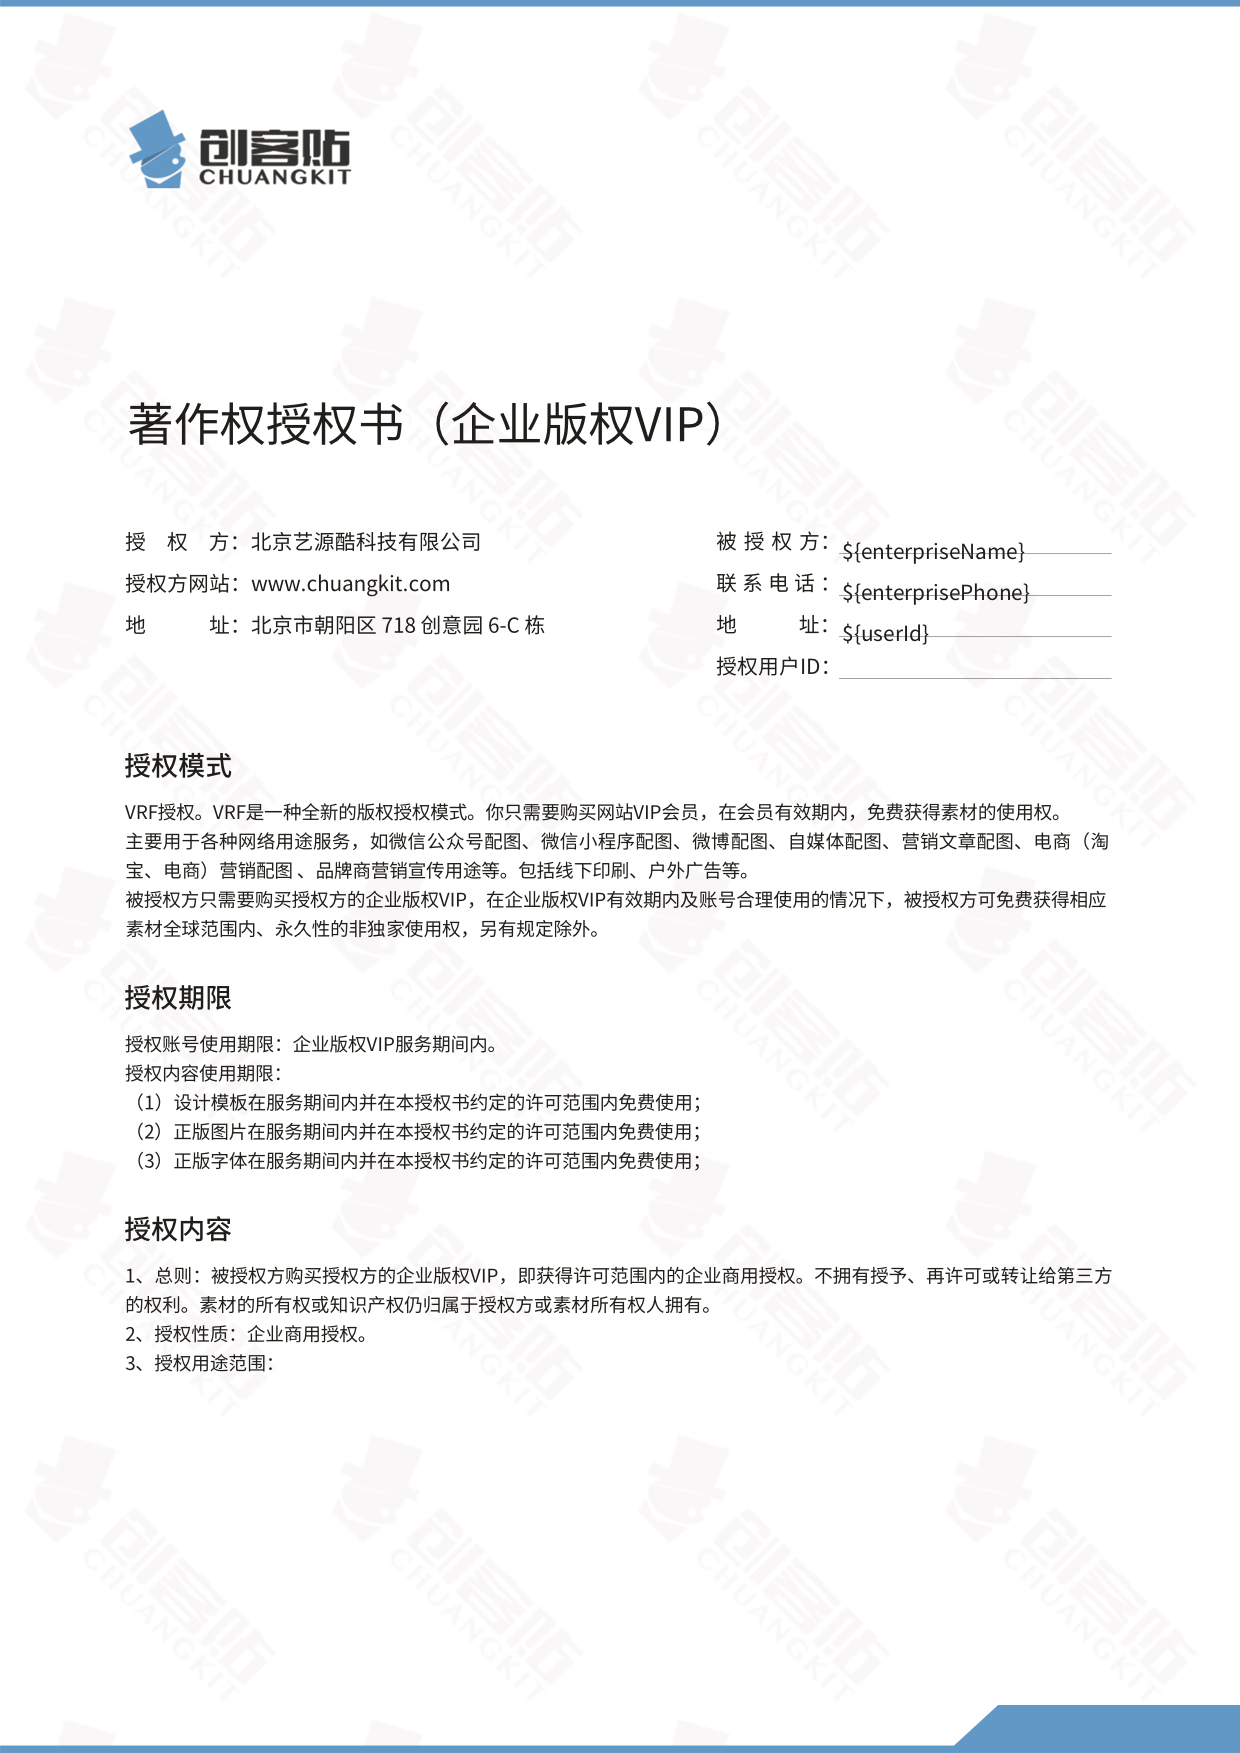 创客贴
CHUANGKIT
著作权授权书（企业版权VIP）
授 权 方：北京艺源酷科技有限公司
授权方网站：www.chuangkit.com
地 址：北京市朝阳区 718 创意园 6-C 栋
被 授 权 方：${enterpriseName}
联 系 电 话：${enterprisePhone}
地 址：${userId}
授权用户ID：
授权模式
VRF授权。VRF是一种全新的版权授权模式。你只需要购买网站VIP会员，在会员有效期内，免费获得素材的使用权。
主要用于各种网络用途服务，如微信公众号配图、微信小程序配图、微博配图、自媒体配图、营销文章配图、电商（淘
宝、电商）营销配图 、品牌商营销宣传用途等。包括线下印刷、户外广告等。
被授权方只需要购买授权方的企业版权VIP，在企业版权VIP有效期内及账号合理使用的情况下，被授权方可免费获得相应
素材全球范围内、永久性的非独家使用权，另有规定除外。
授权期限
授权账号使用期限：企业版权VIP服务期间内。
授权内容使用期限：
（1）设计模板在服务期间内并在本授权书约定的许可范围内免费使用；
（2）正版图片在服务期间内并在本授权书约定的许可范围内免费使用；
（3）正版字体在服务期间内并在本授权书约定的许可范围内免费使用；
授权内容
1、总则：被授权方购买授权方的企业版权VIP，即获得许可范围内的企业商用授权。不拥有授予、再许可或转让给第三方
的权利。素材的所有权或知识产权仍归属于授权方或素材所有权人拥有。
2、授权性质：企业商用授权。
3、授权用途范围：